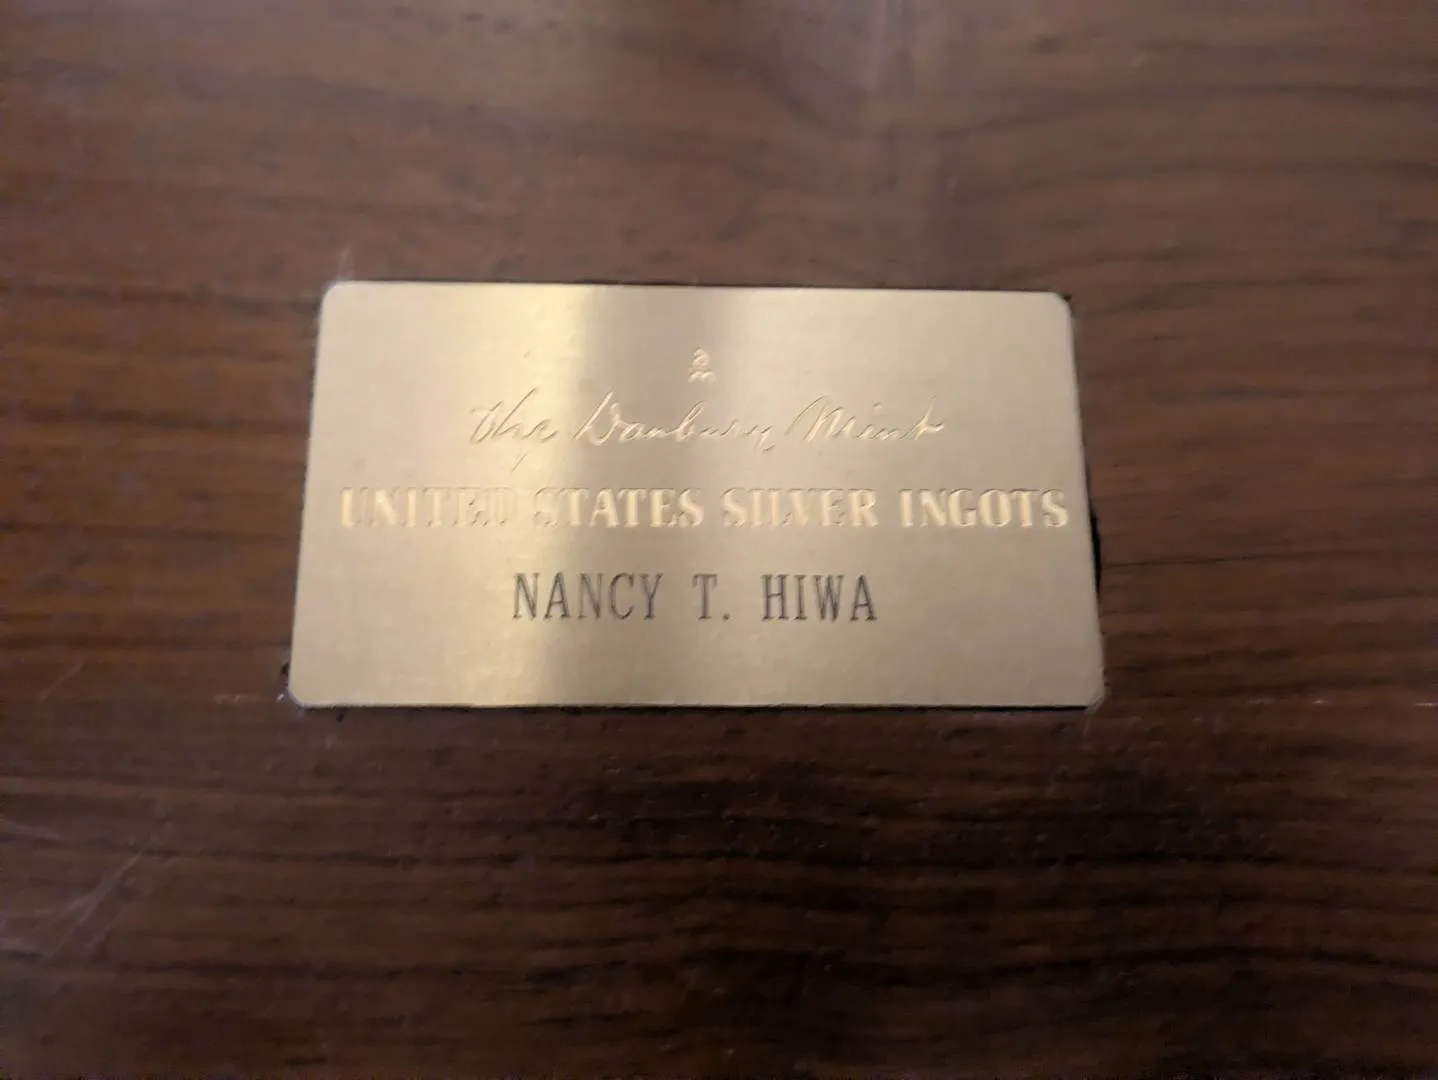 The Danbury Mint
UNITED STATES SILVER INGOTS
NANCY T. HIWA